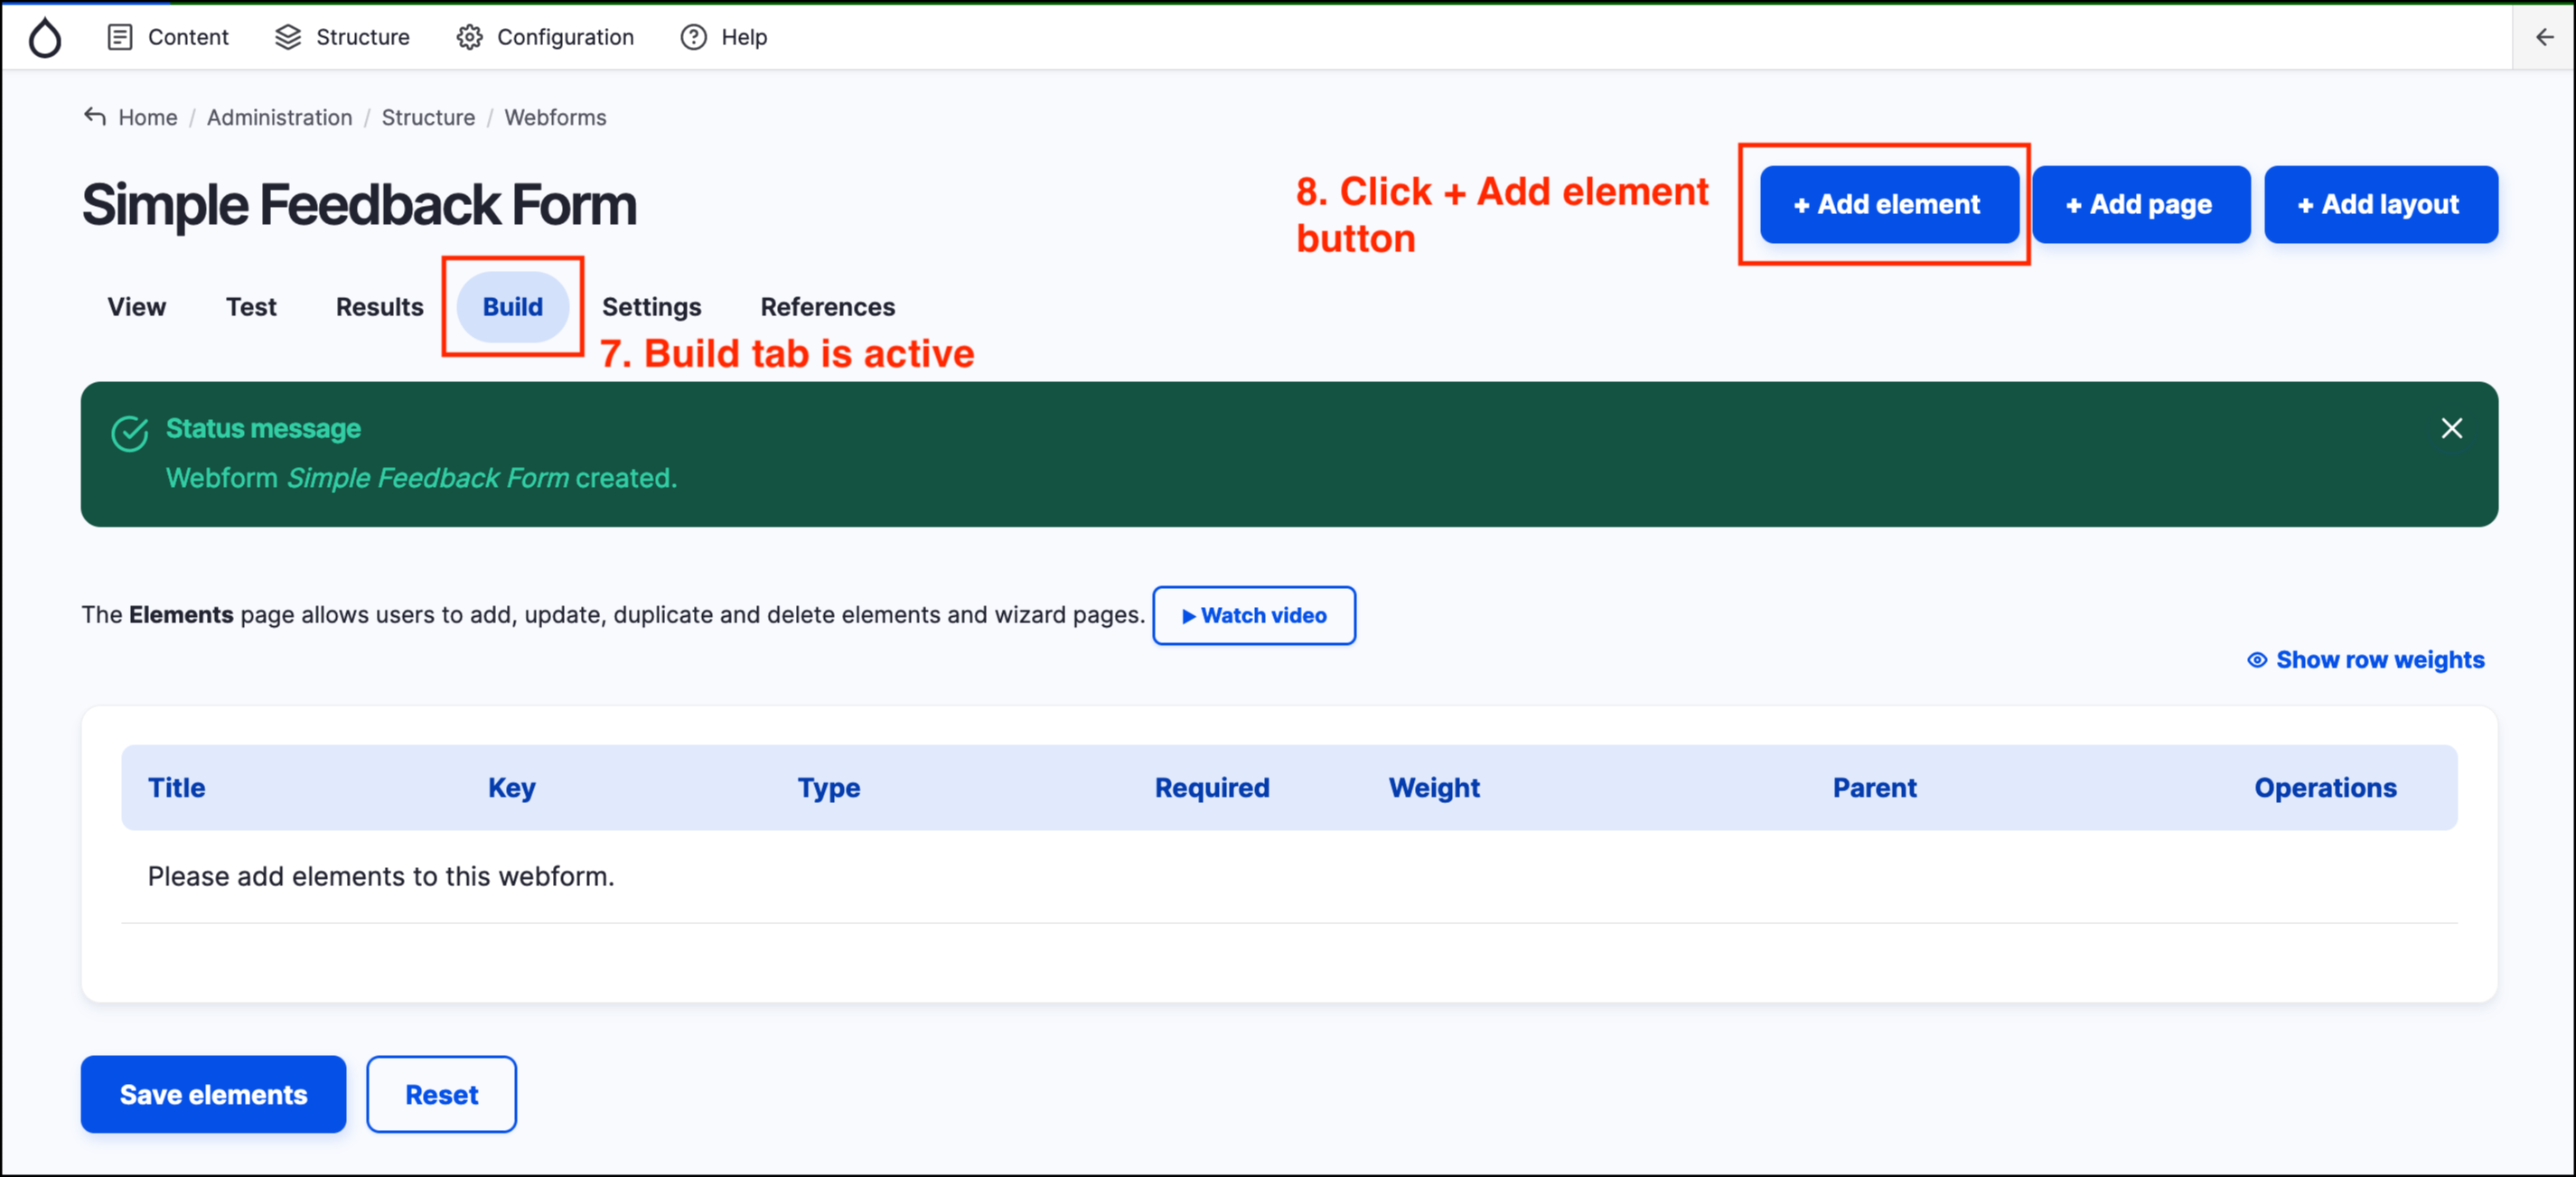 Content Structure Configuration Help
Home / Administration / Structure / Webforms
Simple Feedback Form
8. Click + Add element
button
+ Add element + Add page + Add layout
View Test Results Build Settings References
7. Build tab is active
Status message
Webform Simple Feedback Form created.
The Elements page allows users to add, update, duplicate and delete elements and wizard pages. Watch video
Show row weights
Title Key Type Required Weight Parent Operations
Please add elements to this webform.
Save elements Reset